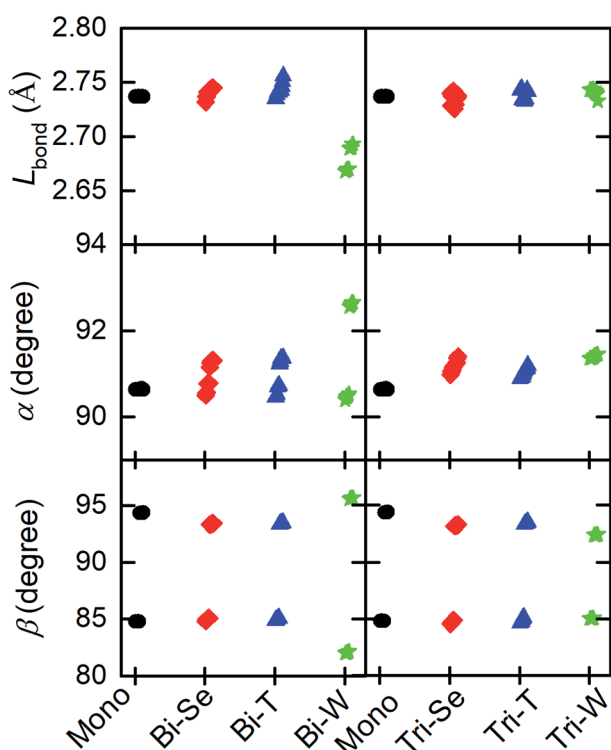 2.80
2.75
2.70
2.65
94
92
90
95
90
85
80
L bond (Å)
α (degree)
β (degree)
Mono Bi-Se Bi-T Bi-W Mono Tri-Se Tri-T Tri-W